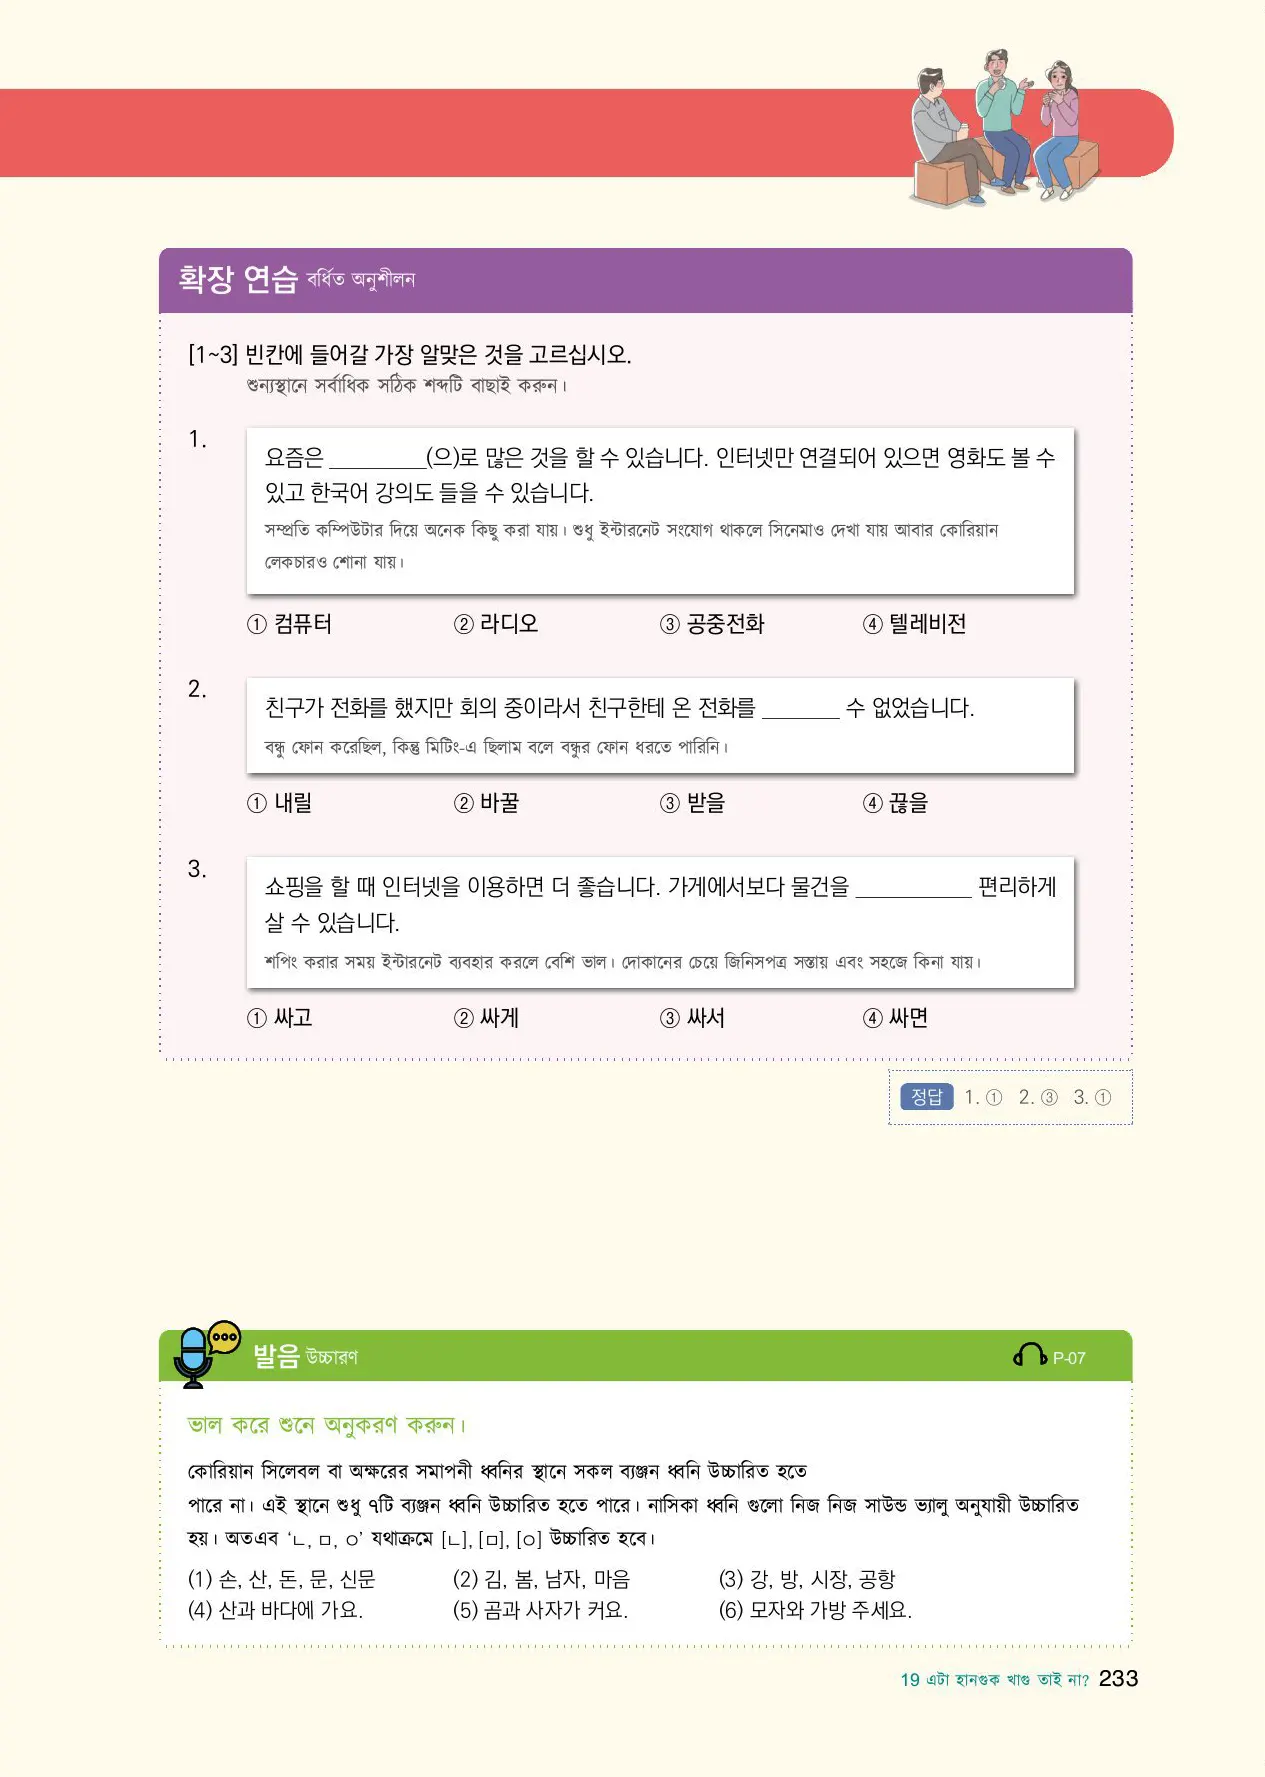 확장 연습 বর্ধিত অনুশীলন
[1~3] 빈칸에 들어갈 가장 알맞은 것을 고르십시오.
শুন্যস্থানে সর্বাধিক সঠিক শব্দটি বাছাই করুন।
1.
요즘은 _________(으)로 많은 것을 할 수 있습니다. 인터넷만 연결되어 있으면 영화도 볼 수
있고 한국어 강의도 들을 수 있습니다.
সম্প্রতি কম্পিউটার দিয়ে অনেক কিছু করা যায়। শুধু ইন্টারনেট সংযোগ থাকলে সিনেমাও দেখা যায় আবার কোরিয়ান
লেকচারও শোনা যায়।
① 컴퓨터 ② 라디오 ③ 공중전화 ④ 텔레비전
2.
친구가 전화를 했지만 회의 중이라서 친구한테 온 전화를 _______ 수 없었습니다.
বন্ধু ফোন করেছিল, কিন্তু মিটিং-এ ছিলাম বলে বন্ধুর ফোন ধরতে পারিনি।
① 내릴 ② 바꿀 ③ 받을 ④ 끊을
3.
쇼핑을 할 때 인터넷을 이용하면 더 좋습니다. 가게에서보다 물건을 __________ 편리하게
살 수 있습니다.
শপিং করার সময় ইন্টারনেট ব্যবহার করলে বেশি ভাল। দোকানের চেয়ে জিনিসপত্র সস্তায় এবং সহজে কিনা যায়।
① 싸고 ② 싸게 ③ 싸서 ④ 싸면
정답 1. ① 2. ③ 3. ①
발음 উচ্চারণ P-07
ভাল করে শুনে অনুকরণ করুন।
কোরিয়ান সিলেবল বা অক্ষরের সমাপনী ধ্বনির স্থানে সকল ব্যঞ্জন ধ্বনি উচ্চারিত হতে
পারে না। এই স্থানে শুধু ৭টি ব্যঞ্জন ধ্বনি উচ্চারিত হতে পারে। নাসিকা ধ্বনি গুলো নিজ নিজ সাউন্ড ভ্যালু অনুযায়ী উচ্চারিত
হয়। অতএব ‘ㄴ, ㅁ, ㅇ’ যথাক্রমে [ㄴ], [ㅁ], [ㅇ] উচ্চারিত হবে।
(1) 손, 산, 돈, 문, 신문 (2) 김, 봄, 남자, 마음 (3) 강, 방, 시장, 공항
(4) 산과 바다에 가요. (5) 곰과 사자가 커요. (6) 모자와 가방 주세요.
19 এটা হানগুক খাগু তাই না? 233